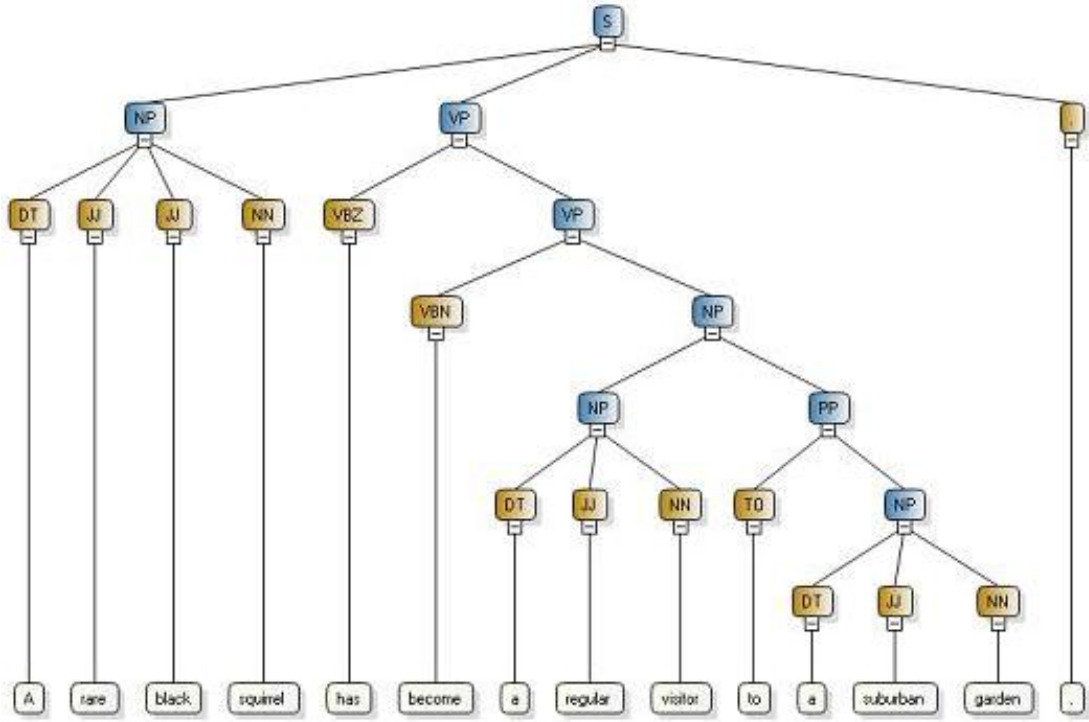 S
NP VP .
DT JJ JJ NN VBZ VP
VBN NP
NP PP
DT JJ NN TO NP
DT JJ NN
A rare black squirrel has become a regular visitor to a suburban garden .